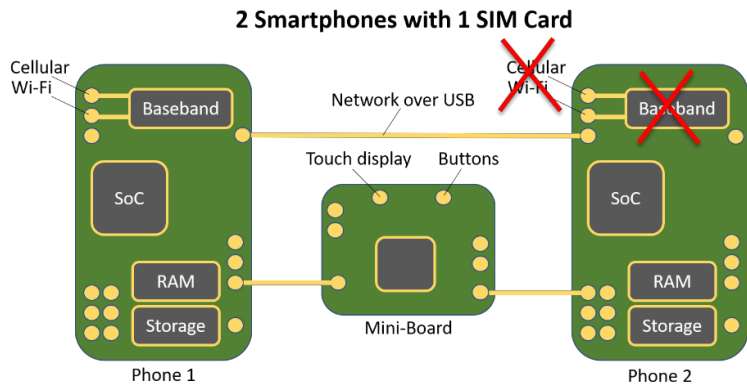 2 Smartphones with 1 SIM Card
Cellular
Wi-Fi
Baseband
Network over USB
Cellular
Wi-Fi
Baseband
Touch display
Buttons
SoC
SoC
RAM
Storage
Mini-Board
RAM
Storage
Phone 1
Phone 2